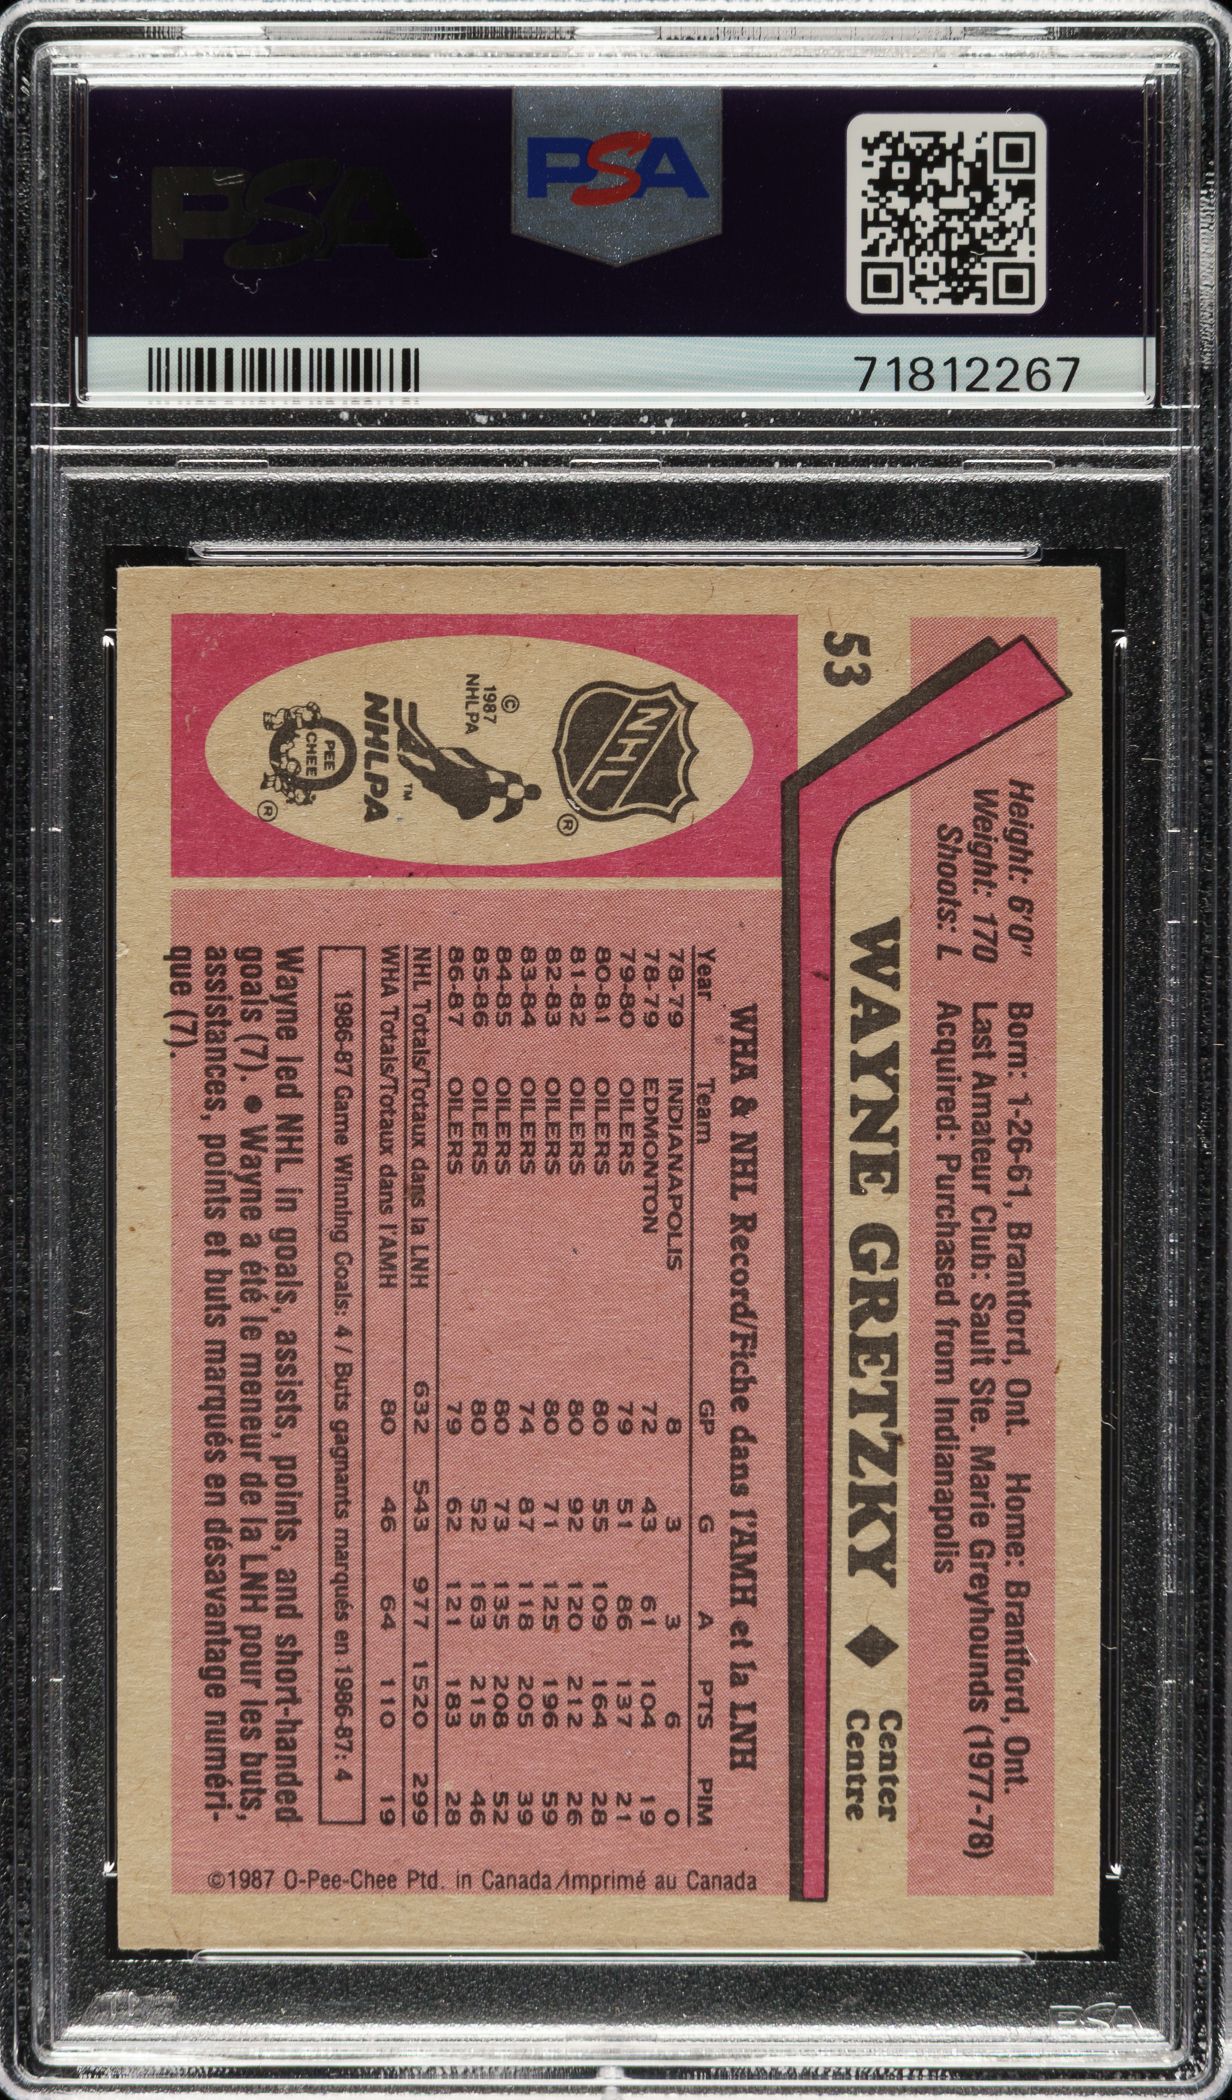 PSA
PSA
71812267
53
WAYNE GRETZKY ◆ Center
Centre
Height: 6'0" Born: 1-26-61, Brantford, Ont. Home: Brantford, Ont.
Weight: 170 Last Amateur Club: Sault Ste. Marie Greyhounds (1977-78)
Shoots: L Acquired: Purchased from Indianapolis
NHL
®
© 1987 NHLPA
NHLPA
™
O
PEE
CHEE
®
WHA & NHL Record/Fiche dans l'AMH et la LNH
Year Team GP G A PTS PIM
78-79 INDIANAPOLIS 8 3 3 6 0
78-79 EDMONTON 72 43 61 104 19
79-80 OILERS 79 51 86 137 21
80-81 OILERS 80 55 109 164 28
81-82 OILERS 80 92 120 212 26
82-83 OILERS 80 71 125 196 59
83-84 OILERS 74 87 118 205 39
84-85 OILERS 80 73 135 208 52
85-86 OILERS 80 52 163 215 46
86-87 OILERS 79 62 121 183 28
NHL Totals/Totaux dans la LNH 632 543 977 1520 299
WHA Totals/Totaux dans l'AMH 80 46 64 110 19
1986-87 Game Winning Goals: 4 / Buts gagnants marqués en 1986-87: 4
Wayne led NHL in goals, assists, points, and short-handed
goals (7). ● Wayne a été le meneur de la LNH pour les buts,
assistances, points et buts marqués en désavantage numéri-
que (7).
©1987 O-Pee-Chee Ptd. in Canada/Imprimé au Canada
PSA